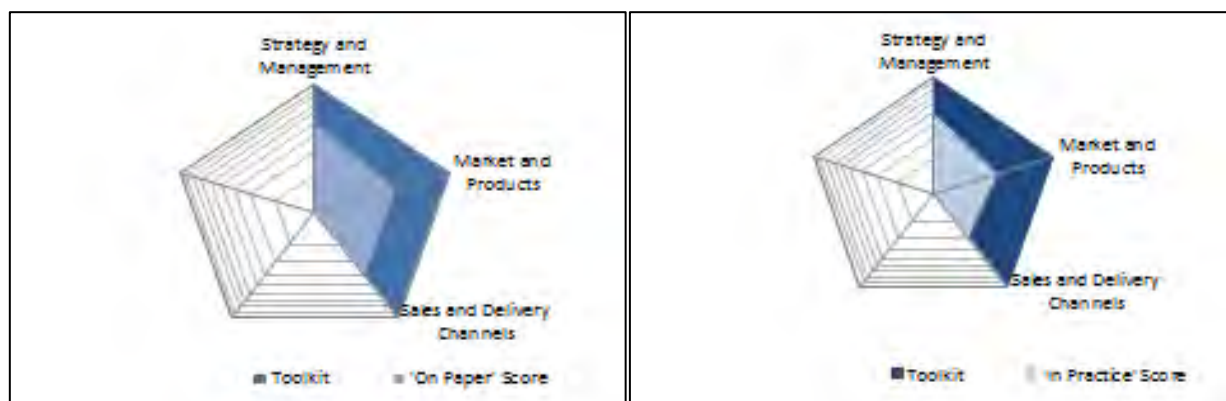 Strategy and
Management
Market and
Products
Sales and Delivery
Channels
Toolkit 'On Paper' Score
Strategy and
Management
Market and
Products
Sales and Delivery
Channels
Toolkit 'In Practice' Score